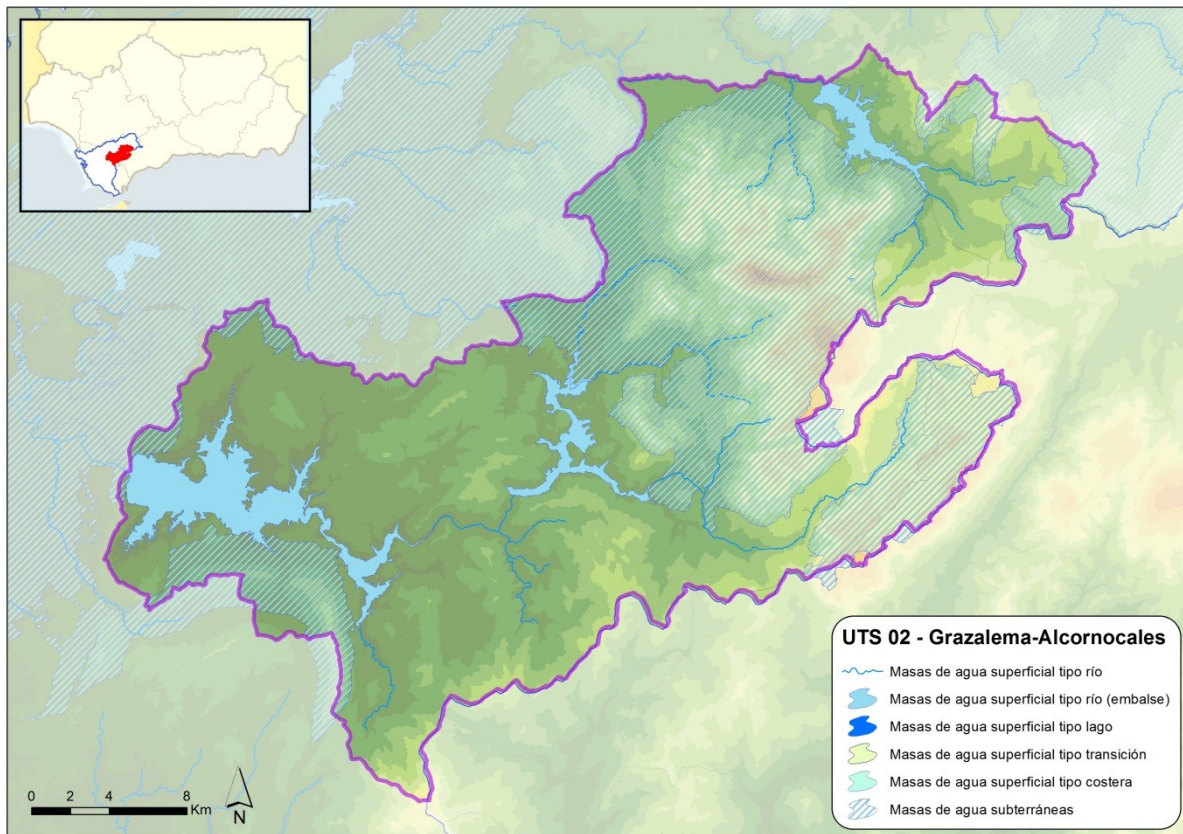 UTS 02 - Grazalema-Alcornocales
Masas de agua superficial tipo río
Masas de agua superficial tipo río (embalse)
Masas de agua superficial tipo lago
Masas de agua superficial tipo transición
Masas de agua superficial tipo costera
Masas de agua subterráneas
0 2 4 8
Km
N